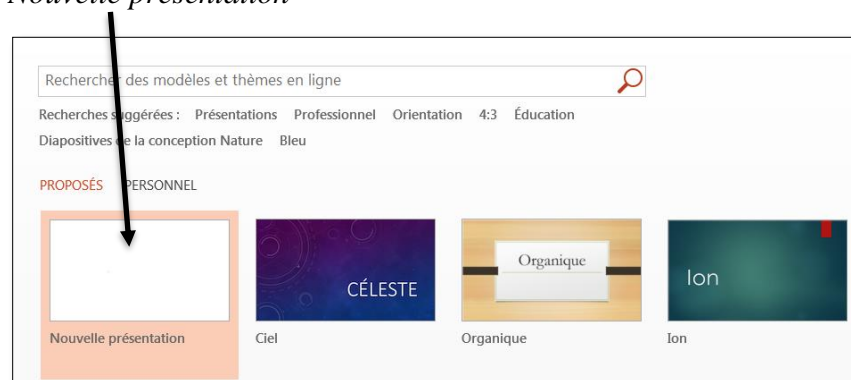 Nouvelle présentation
Rechercher des modèles et thèmes en ligne
Recherches suggérées : Présentations Professionnel Orientation 4:3 Éducation
Diapositives de la conception Nature Bleu
PROPOSÉS PERSONNEL
CÉLESTE
Organique
Ion
Nouvelle présentation
Ciel
Organique
Ion